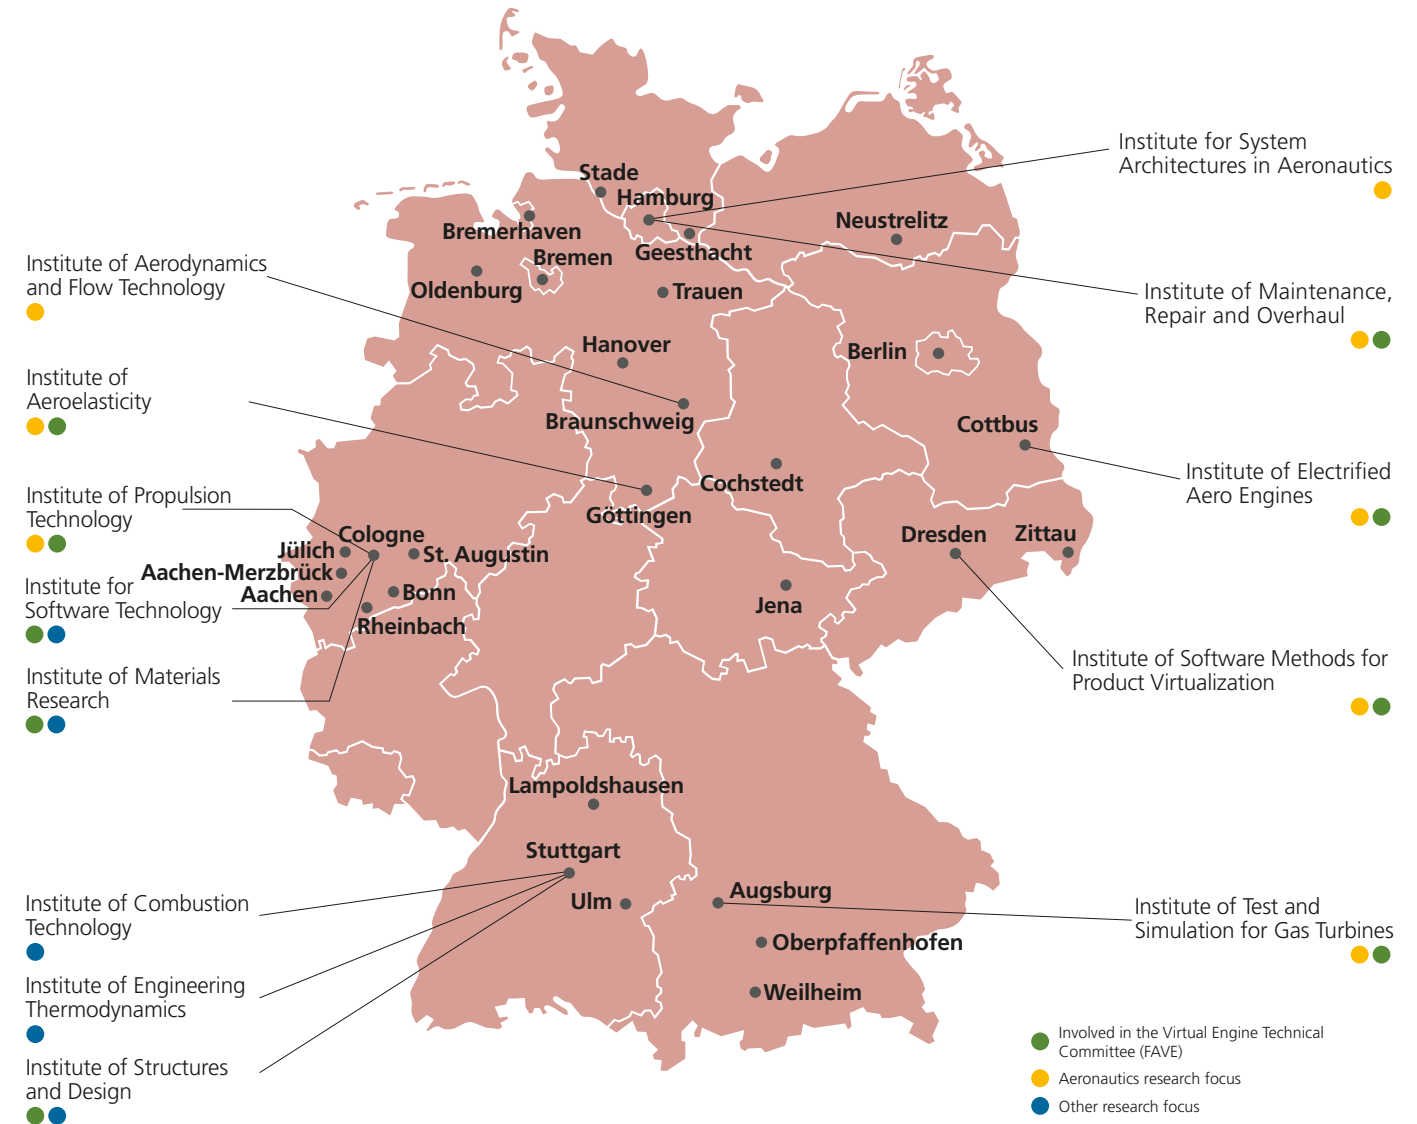 Institute for System
Architectures in Aeronautics
Stade
Hamburg
Neustrelitz
Bremerhaven
Geesthacht
Bremen
Institute of Aerodynamics
and Flow Technology
Oldenburg
Trauen
Institute of Maintenance,
Repair and Overhaul
Hanover
Berlin
Institute of
Aeroelasticity
Braunschweig
Cottbus
Institute of Electrified
Aero Engines
Cochstedt
Institute of Propulsion
Technology
Göttingen
Cologne
Dresden
Zittau
Jülich
St. Augustin
Aachen-Merzbrück
Institute for
Software Technology
Aachen
Bonn
Jena
Rheinbach
Institute of Materials
Research
Institute of Software Methods for
Product Virtualization
Lampoldshausen
Stuttgart
Institute of Combustion
Technology
Ulm
Augsburg
Institute of Test and
Simulation for Gas Turbines
Oberpfaffenhofen
Institute of Engineering
Thermodynamics
Weilheim
Institute of Structures
and Design
Involved in the Virtual Engine Technical
Committee (FAVE)
Aeronautics research focus
Other research focus